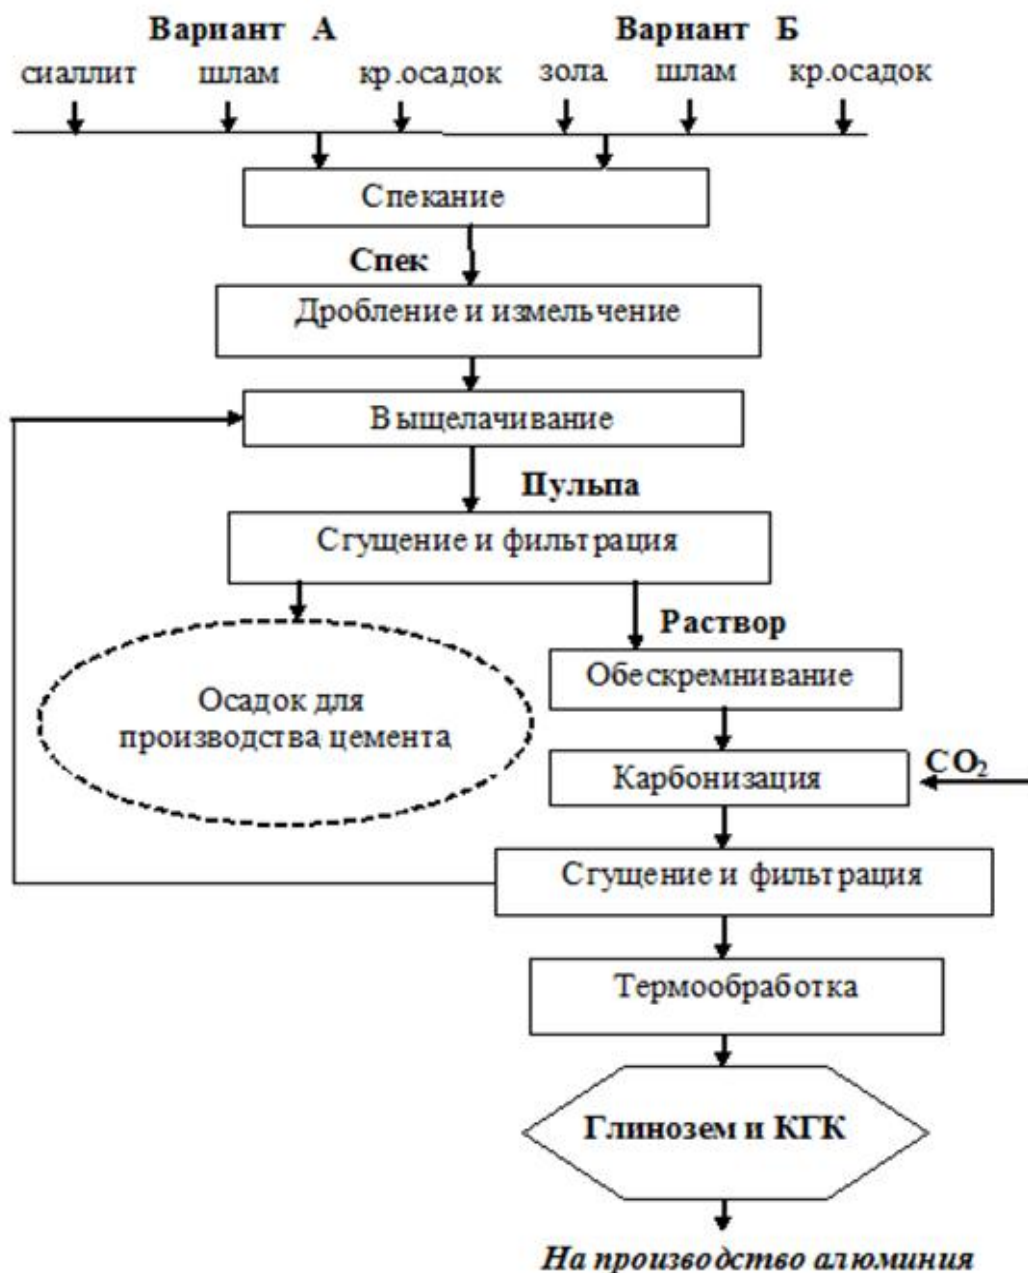 Вариант А Вариант Б
сиаллит шлам кр.осадок зола шлам кр.осадок
Спекание
Спек
Дробление и измельчение
Выщелачивание
Пульпа
Сгущение и фильтрация
Раствор
Обескремнивание
Осадок для
производства цемента
Карбонизация
CO₂
Сгущение и фильтрация
Термообработка
Глинозем и КГК
На производство алюминия